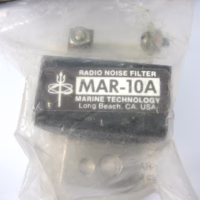 RADIO NOISE FILTER
MAR-10A
MARINE TECHNOLOGY
Long Beach, CA. USA.